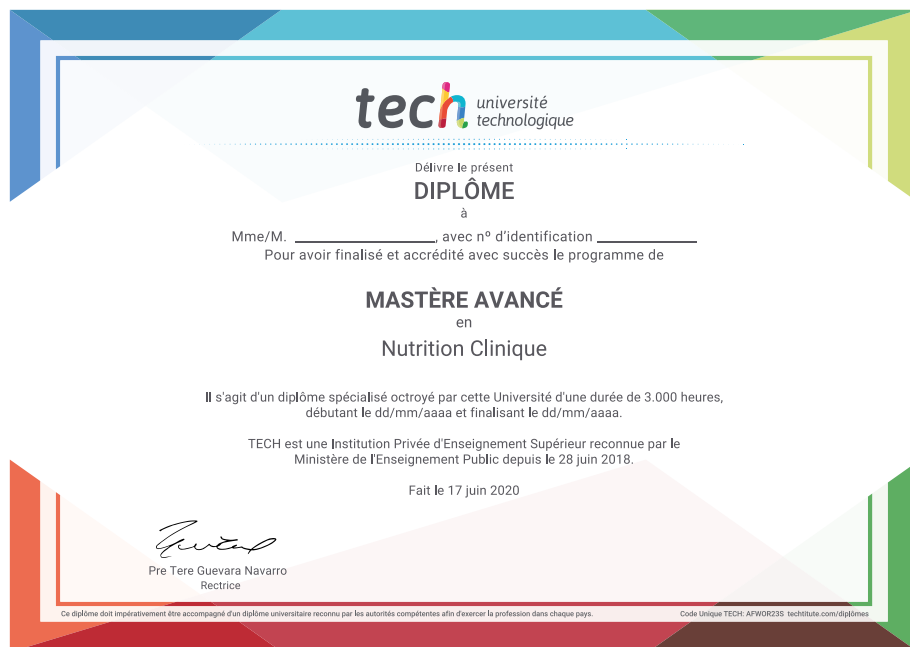 tech université
technologique
Délivre le présent
DIPLÔME
à
Mme/M. ____________, avec nº d'identification ____________
Pour avoir finalisé et accrédité avec succès le programme de
MASTÈRE AVANCÉ
en
Nutrition Clinique
Il s'agit d'un diplôme spécialisé octroyé par cette Université d'une durée de 3.000 heures,
débutant le dd/mm/aaaa et finalisant le dd/mm/aaaa.
TECH est une Institution Privée d'Enseignement Supérieur reconnue par le
Ministère de l'Enseignement Public depuis le 28 juin 2018.
Fait le 17 juin 2020
Pre Tere Guevara Navarro
Rectrice
Ce diplôme doit impérativement être accompagné d'un diplôme universitaire reconnu par les autorités compétentes afin d'exercer la profession dans chaque pays.
Code Unique TECH: AFWOR23S techtitute.com/diplômes